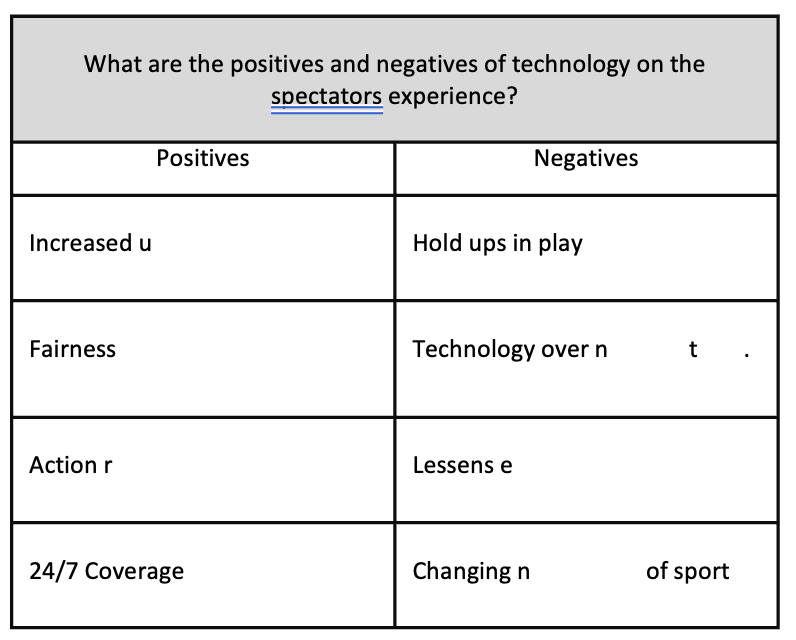 What are the positives and negatives of technology on the
spectators experience?
Positives Negatives
Increased u Hold ups in play
Fairness Technology over n t .
Action r Lessens e
24/7 Coverage Changing n of sport